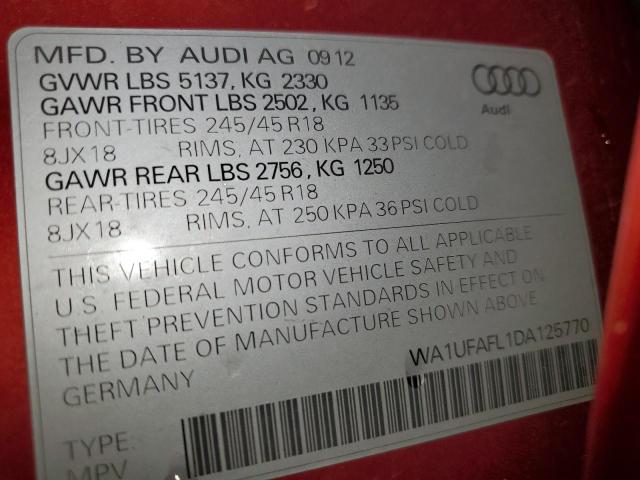 MFD. BY AUDI AG 09 12
GVWR LBS 5137, KG 2330
GAWR FRONT LBS 2502, KG 1135
FRONT-TIRES 245/45 R18
8JX18 RIMS, AT 230 KPA 33 PSI COLD
GAWR REAR LBS 2756, KG 1250
REAR-TIRES 245/45 R18
8JX18 RIMS, AT 250 KPA 36 PSI COLD
Audi
THIS VEHICLE CONFORMS TO ALL APPLICABLE
U.S. FEDERAL MOTOR VEHICLE SAFETY AND
THEFT PREVENTION STANDARDS IN EFFECT ON
THE DATE OF MANUFACTURE SHOWN ABOVE
WA1UFAFL1DA125770
GERMANY
TYPE:
MPV